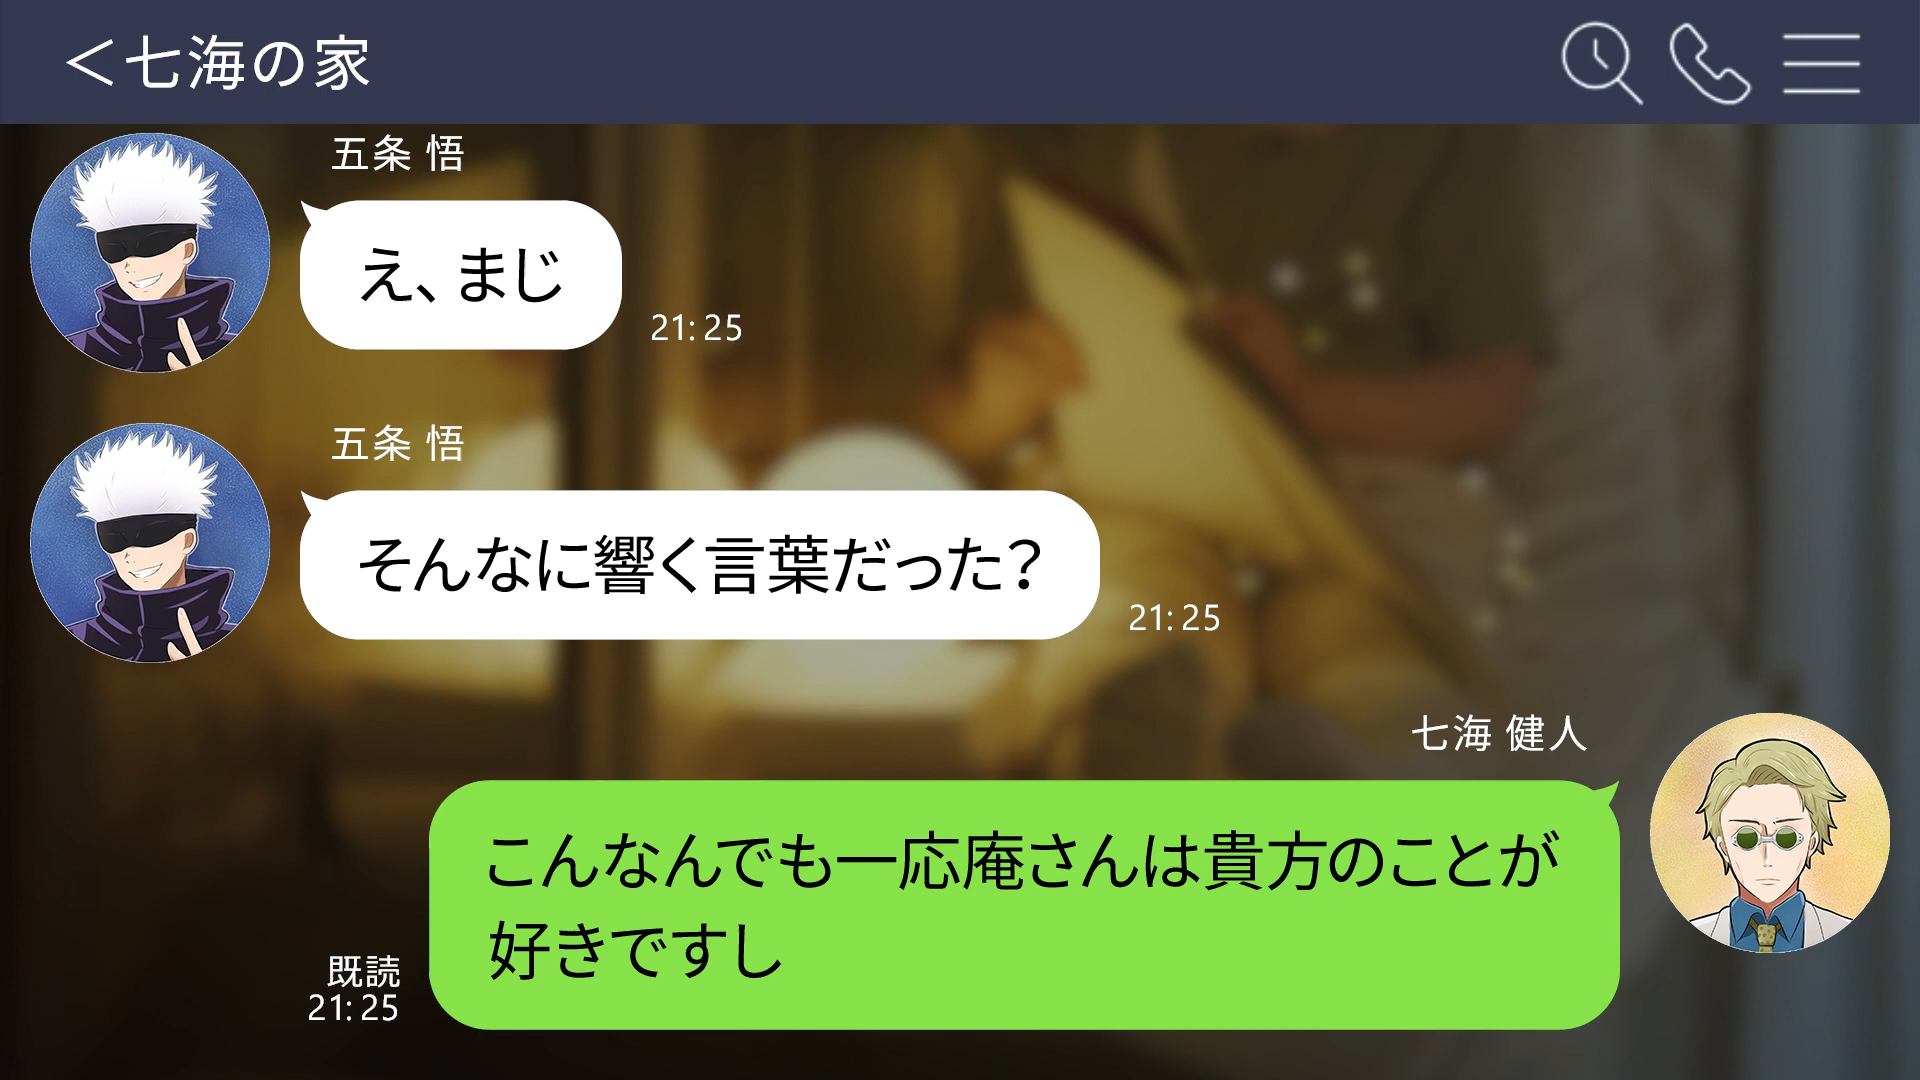 ＜七海の家
五条 悟
え、まじ
21:25
五条 悟
そんなに響く言葉だった？
21:25
七海 健人
こんなんでも一応庵さんは貴方のことが
好きですし
既読
21:25